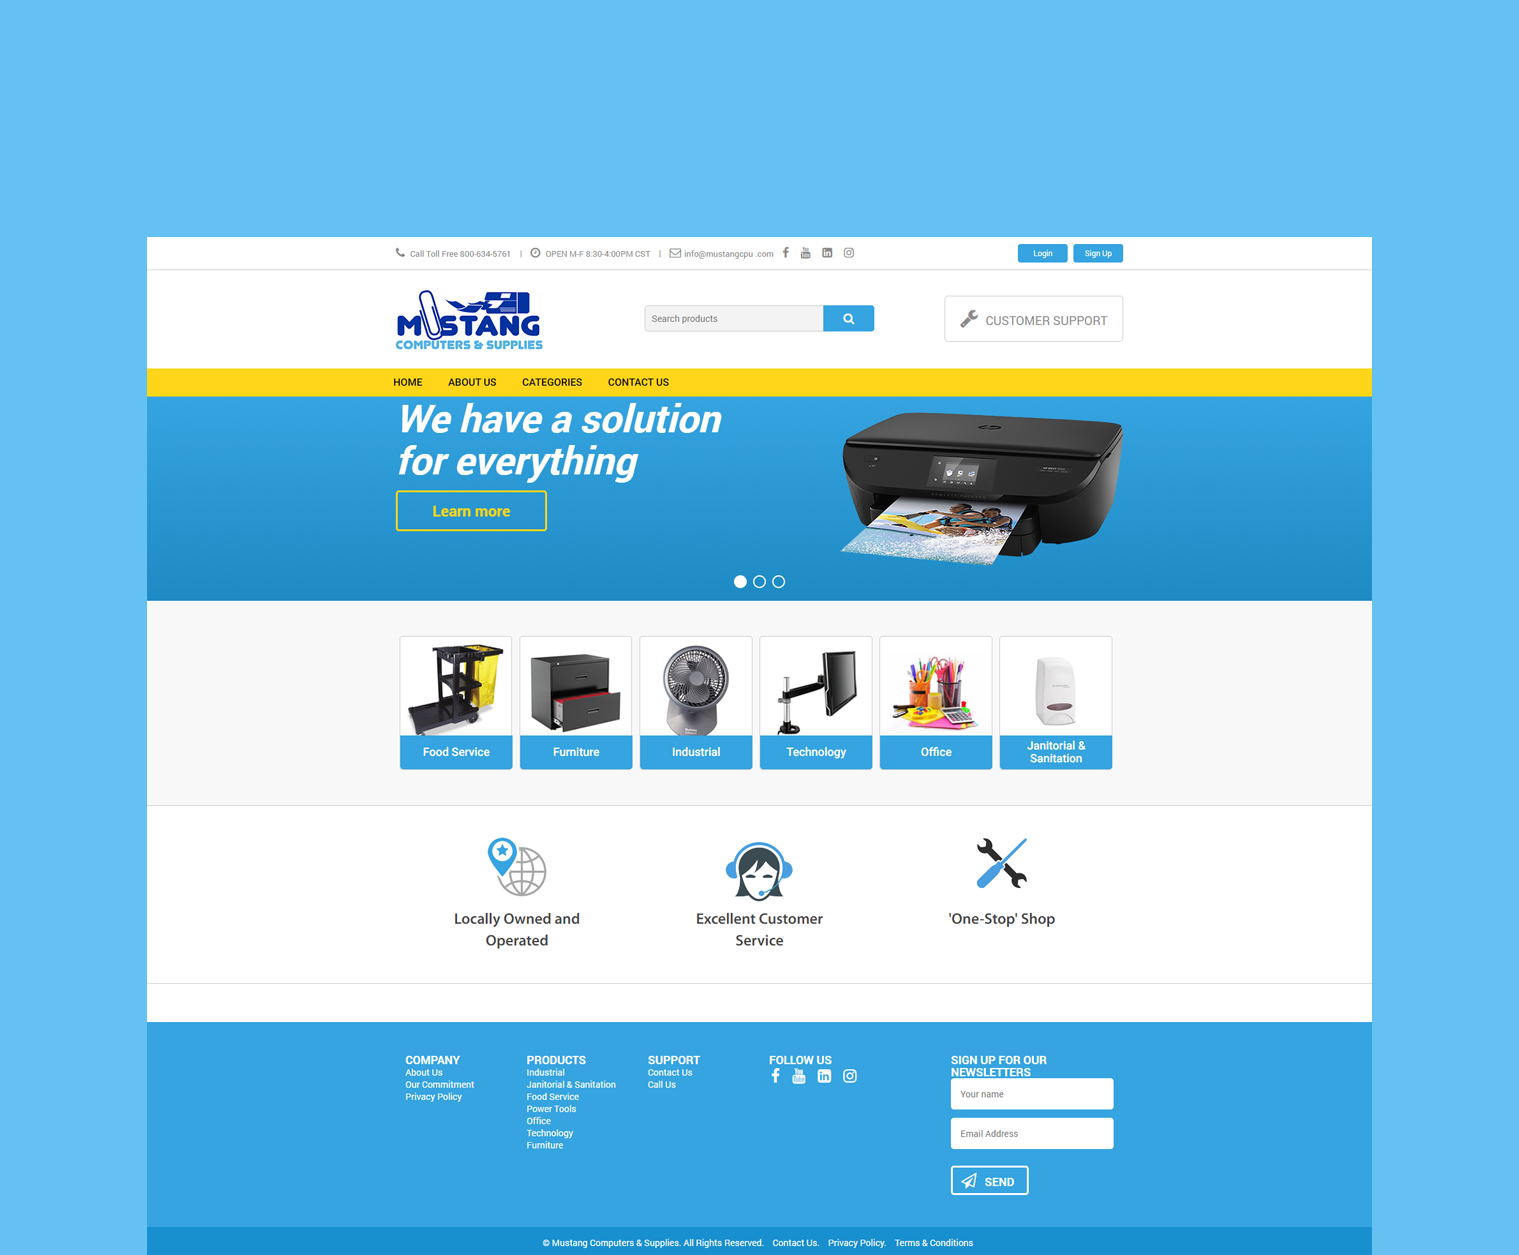 Call Toll Free 800-634-5761 | OPEN M-F 8:30-4:00PM CST | info@mustangcpu .com
Login
Sign Up
MUSTANG
COMPUTERS & SUPPLIES
Search products
CUSTOMER SUPPORT
HOME
ABOUT US
CATEGORIES
CONTACT US
We have a solution
for everything
Learn more
Food Service
Furniture
Industrial
Technology
Office
Janitorial &
Sanitation
Locally Owned and
Operated
Excellent Customer
Service
'One-Stop' Shop
COMPANY
About Us
Our Commitment
Privacy Policy
PRODUCTS
Industrial
Janitorial & Sanitation
Food Service
Power Tools
Office
Technology
Furniture
SUPPORT
Contact Us
Call Us
FOLLOW US
SIGN UP FOR OUR
NEWSLETTERS
Your name
Email Address
SEND
© Mustang Computers & Supplies. All Rights Reserved. Contact Us. Privacy Policy. Terms & Conditions